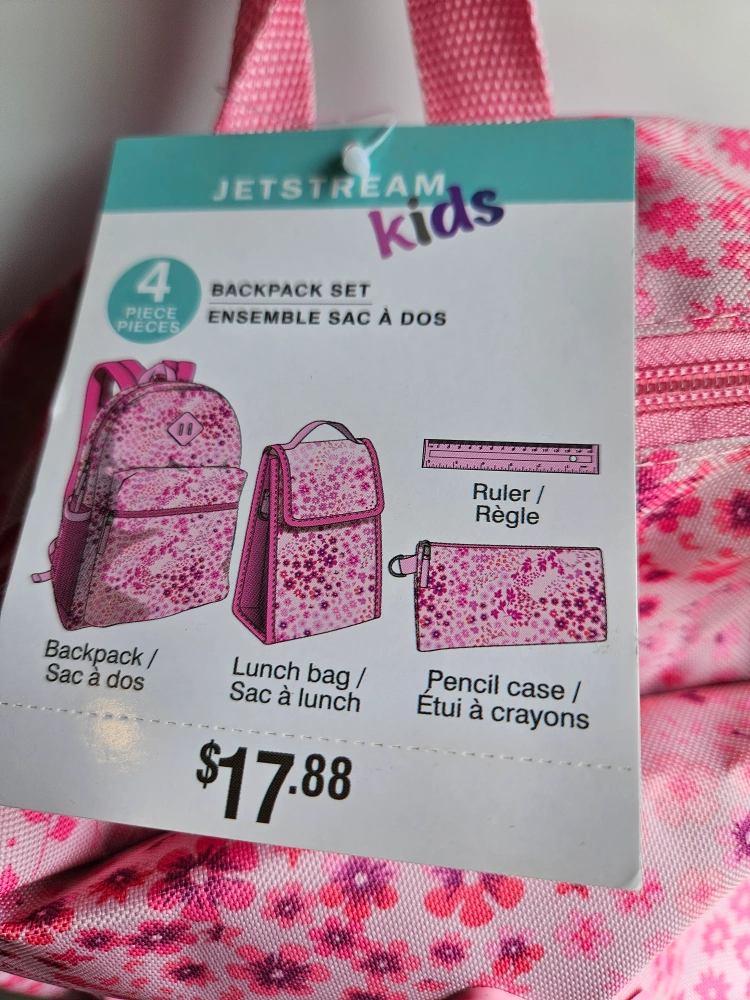 JETSTREAM
kids
4
PIECE
PIECES
BACKPACK SET
ENSEMBLE SAC À DOS
Ruler /
Règle
Backpack /
Sac à dos
Lunch bag /
Sac à lunch
Pencil case /
Étui à crayons
$17.88